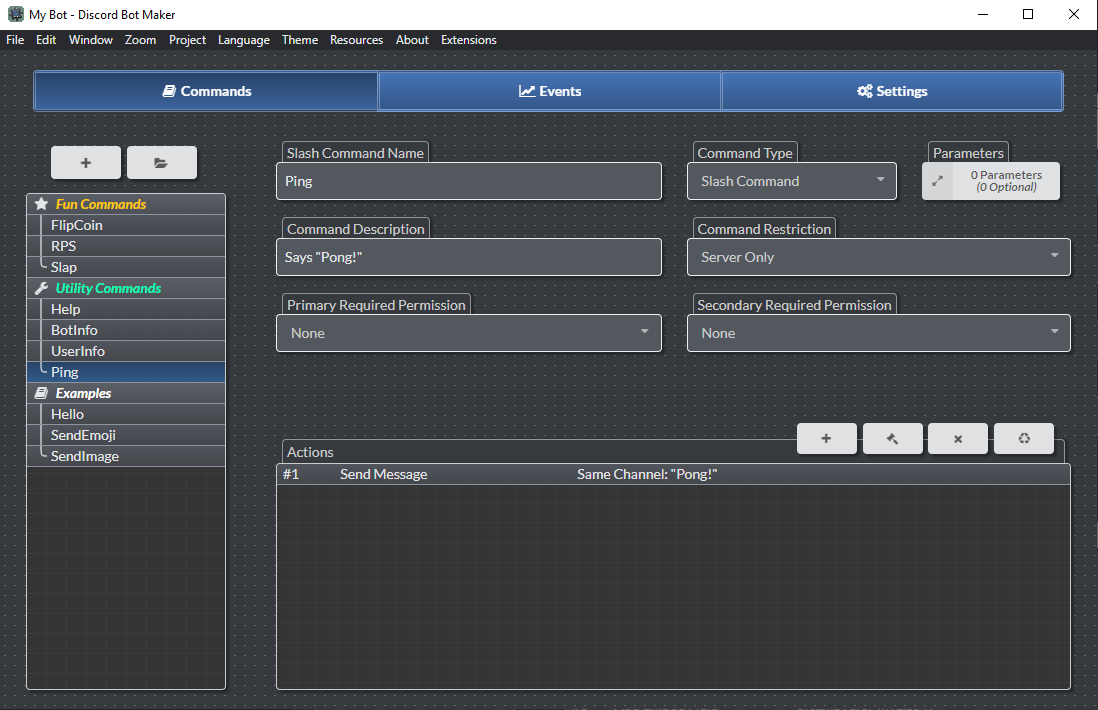 My Bot - Discord Bot Maker
File Edit Window Zoom Project Language Theme Resources About Extensions
Commands Events Settings
Fun Commands
FlipCoin
RPS
Slap
Utility Commands
Help
BotInfo
UserInfo
Ping
Examples
Hello
SendEmoji
SendImage
Slash Command Name
Ping
Command Type
Slash Command
Parameters
0 Parameters
(0 Optional)
Command Description
Says "Pong!"
Command Restriction
Server Only
Primary Required Permission
None
Secondary Required Permission
None
Actions
#1 Send Message Same Channel: "Pong!"